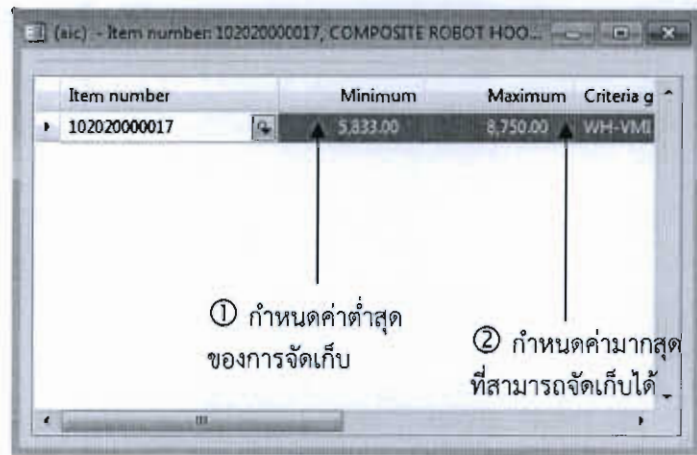 (aic) - Item number: 102020000017, COMPOSITE ROBOT HOO...
Item number Minimum Maximum Criteria g
102020000017 5,833.00 8,750.00 WH-VMI
① กำหนดค่าต่ำสุด
ของการจัดเก็บ
② กำหนดค่ามากสุด
ที่สามารถจัดเก็บได้